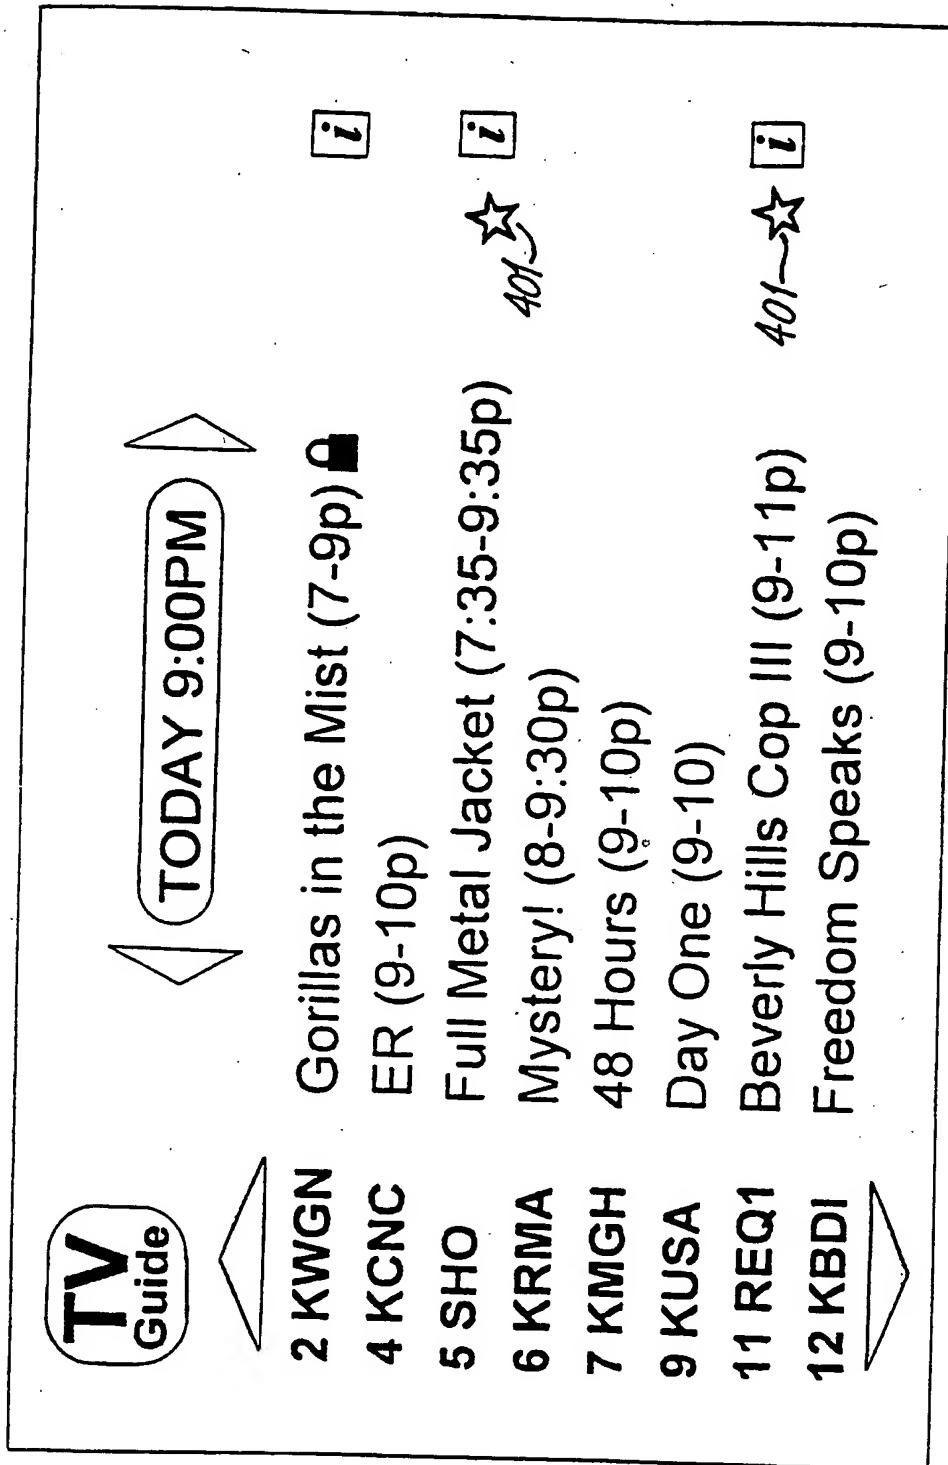 TV
Guide
TODAY 9:00PM
2 KWGN Gorillas in the Mist (7-9p) i
4 KCNC ER (9-10p)
5 SHO Full Metal Jacket (7:35-9:35p) 401 i
6 KRMA Mystery! (8-9:30p)
7 KMGH 48 Hours (9-10p)
9 KUSA Day One (9-10)
11 REQ1 Beverly Hills Cop III (9-11p) 401 i
12 KBDI Freedom Speaks (9-10p)